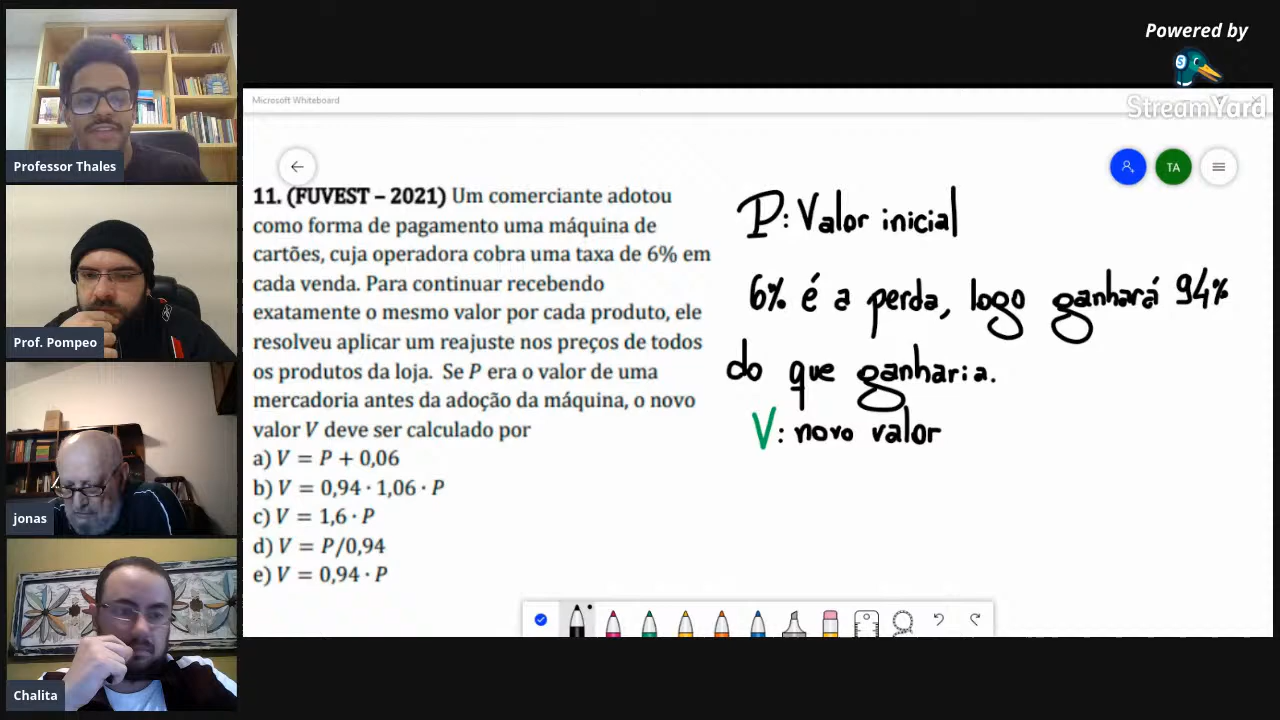 Powered by
StreamYard
Microsoft Whiteboard
TA
Professor Thales
Prof. Pompeo
jonas
Chalita
11. (FUVEST – 2021) Um comerciante adotou
como forma de pagamento uma máquina de
cartões, cuja operadora cobra uma taxa de 6% em
cada venda. Para continuar recebendo
exatamente o mesmo valor por cada produto, ele
resolveu aplicar um reajuste nos preços de todos
os produtos da loja. Se P era o valor de uma
mercadoria antes da adoção da máquina, o novo
valor V deve ser calculado por
a) V = P + 0,06
b) V = 0,94 · 1,06 · P
c) V = 1,6 · P
d) V = P/0,94
e) V = 0,94 · P
P: Valor inicial
6% é a perda, logo ganhará 94%
do que ganharia.
V: novo valor